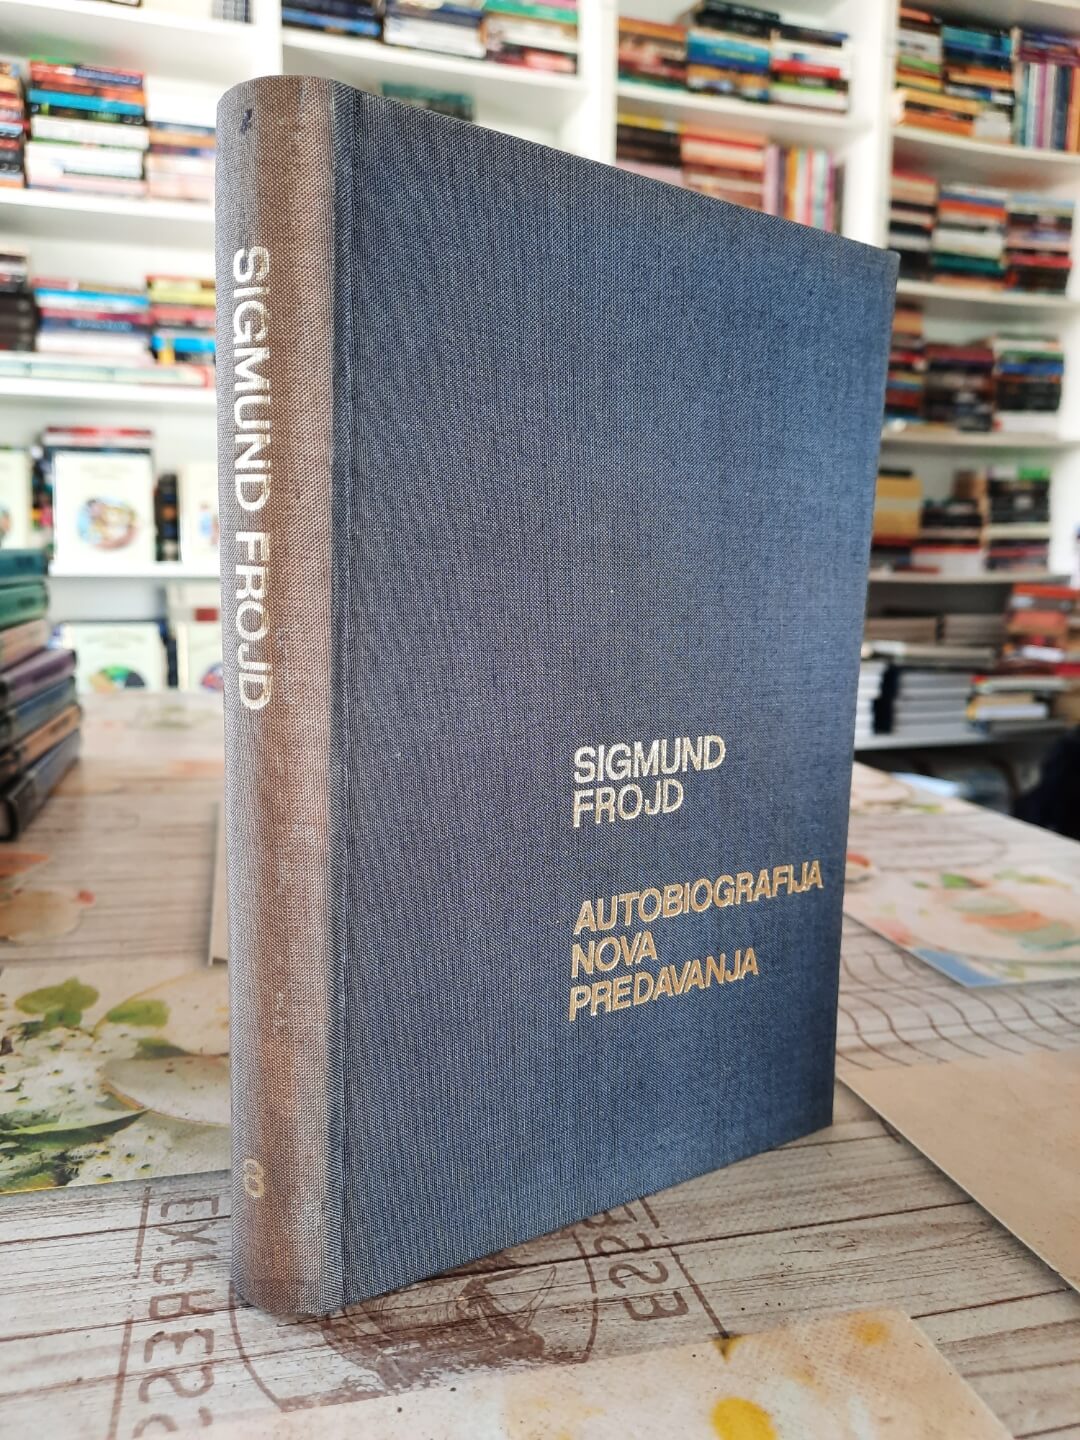 SIGMUND FROJD
8
SIGMUND
FROJD
AUTOBIOGRAFIJA
NOVA
PREDAVANJA